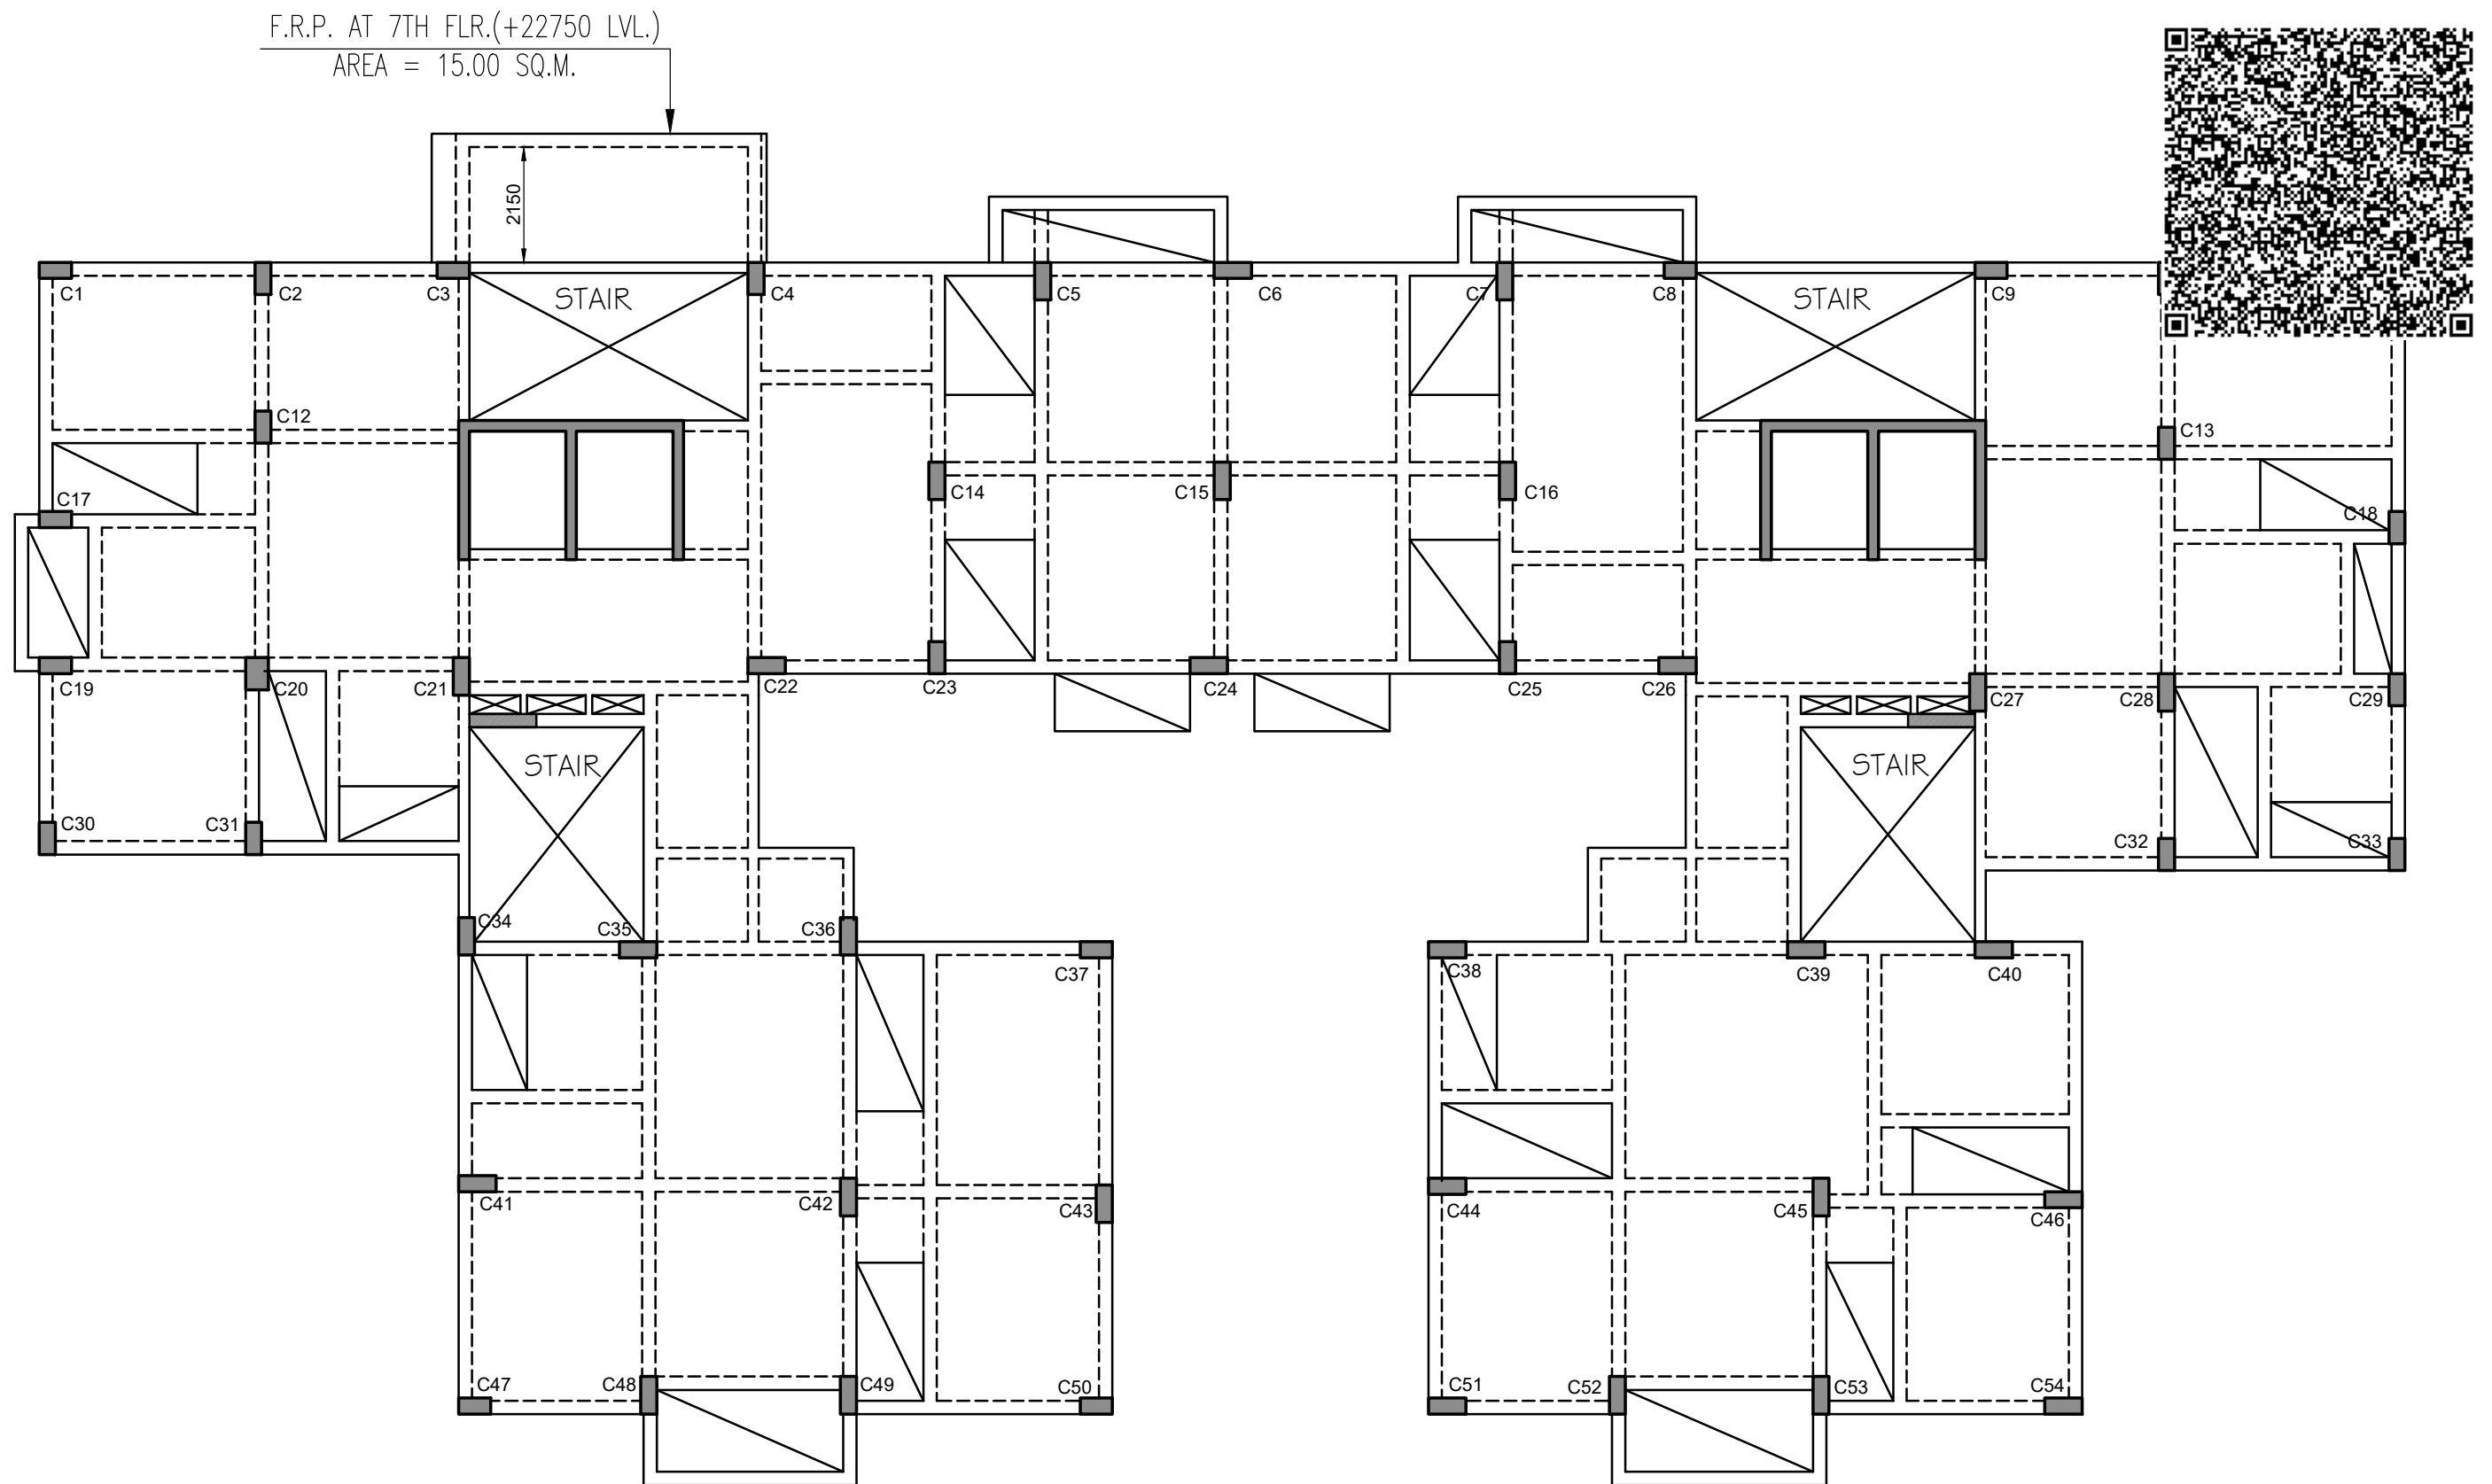 F.R.P. AT 7TH FLR.(+22750 LVL.)
AREA = 15.00 SQ.M.
2150
C1 C2 C3 STAIR C4 C5 C6 C7 C8 STAIR C9
C12 C13
C17 C14 C15 C16 C18
C19 C20 C21 C22 C23 C24 C25 C26 C27 C28 C29
STAIR STAIR
C30 C31 C32 C33
C34 C35 C36 C37 C38 C39 C40
C41 C42 C43 C44 C45 C46
C47 C48 C49 C50 C51 C52 C53 C54